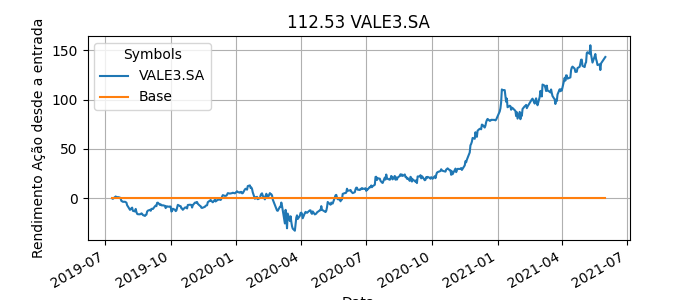 112.53 VALE3.SA
Rendimento Ação desde a entrada
150
100
50
0
Symbols
VALE3.SA
Base
2019-07
2019-10
2020-01
2020-04
2020-07
2020-10
2021-01
2021-04
2021-07